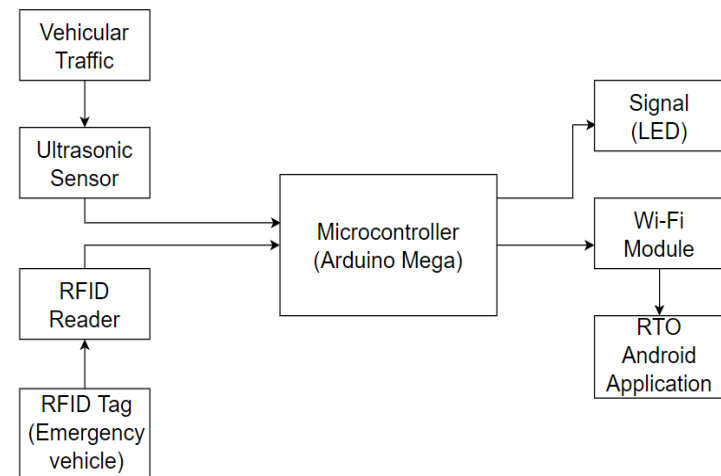 Vehicular
Traffic
Ultrasonic
Sensor
RFID
Reader
RFID Tag
(Emergency
vehicle)
Microcontroller
(Arduino Mega)
Signal
(LED)
Wi-Fi
Module
RTO
Android
Application